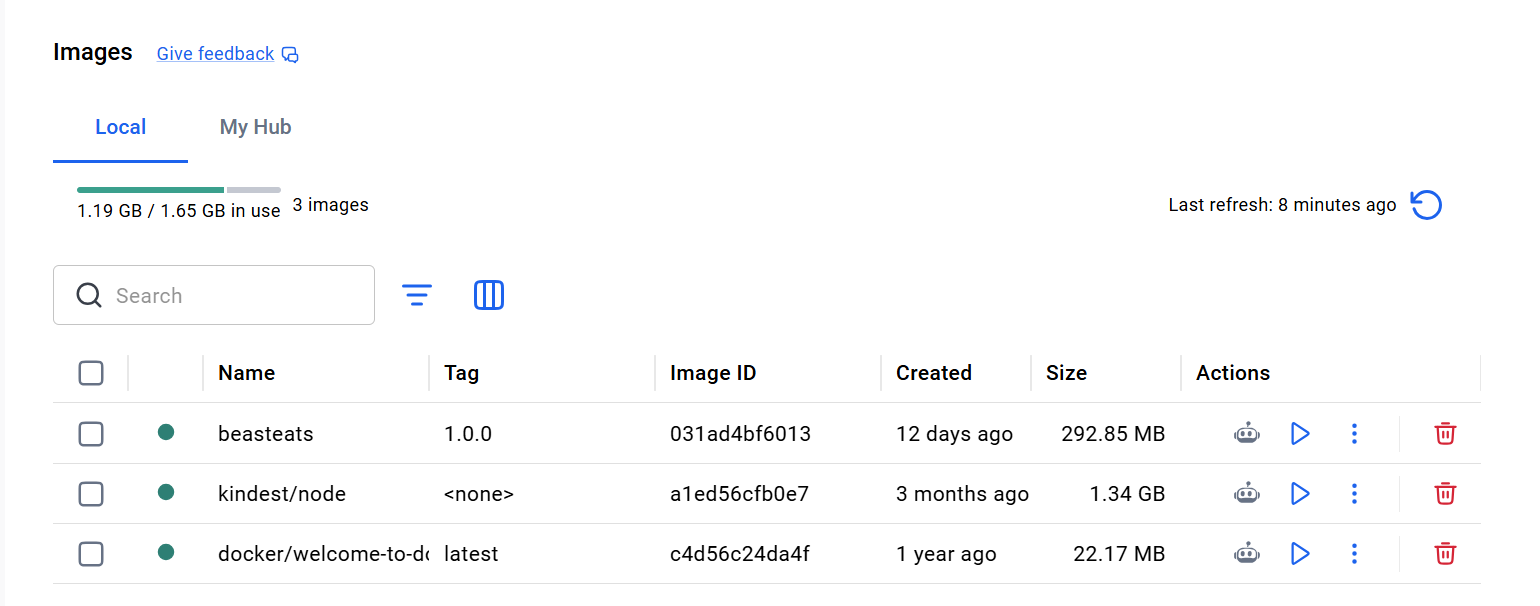 Images Give feedback
Local My Hub
1.19 GB / 1.65 GB in use 3 images Last refresh: 8 minutes ago
Search
Name Tag Image ID Created Size Actions
beasteats 1.0.0 031ad4bf6013 12 days ago 292.85 MB
kindest/node <none> a1ed56cfb0e7 3 months ago 1.34 GB
docker/welcome-to-do latest c4d56c24da4f 1 year ago 22.17 MB